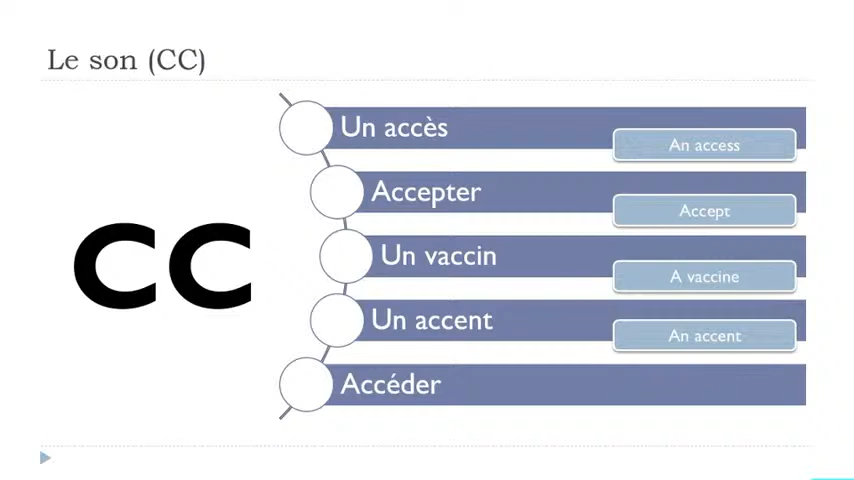 Le son (CC)
cc
Un accès
An access
Accepter
Accept
Un vaccin
A vaccine
Un accent
An accent
Accéder